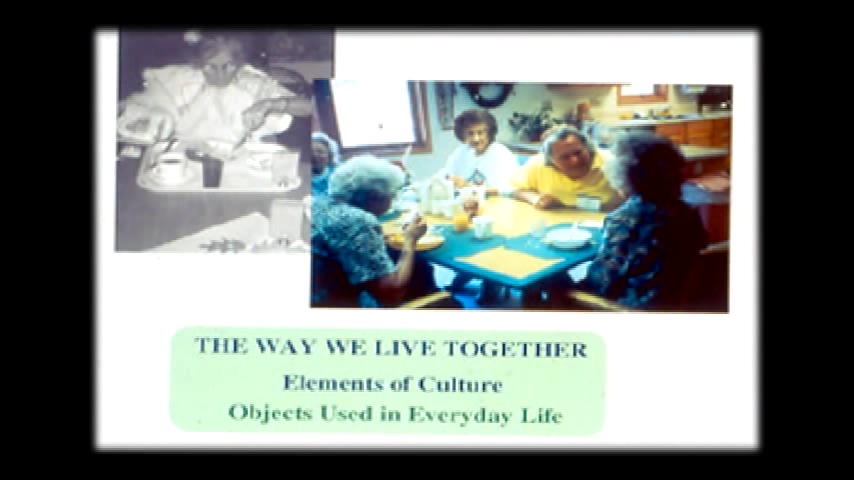 THE WAY WE LIVE TOGETHER
Elements of Culture
Objects Used in Everyday Life